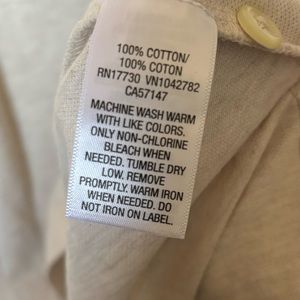 100% COTTON/
100% COTON
RN17730 VN1042782
CA57147
MACHINE WASH WARM
WITH LIKE COLORS.
ONLY NON-CHLORINE
BLEACH WHEN
NEEDED. TUMBLE DRY
LOW. REMOVE
PROMPTLY. WARM IRON
WHEN NEEDED. DO
NOT IRON ON LABEL.